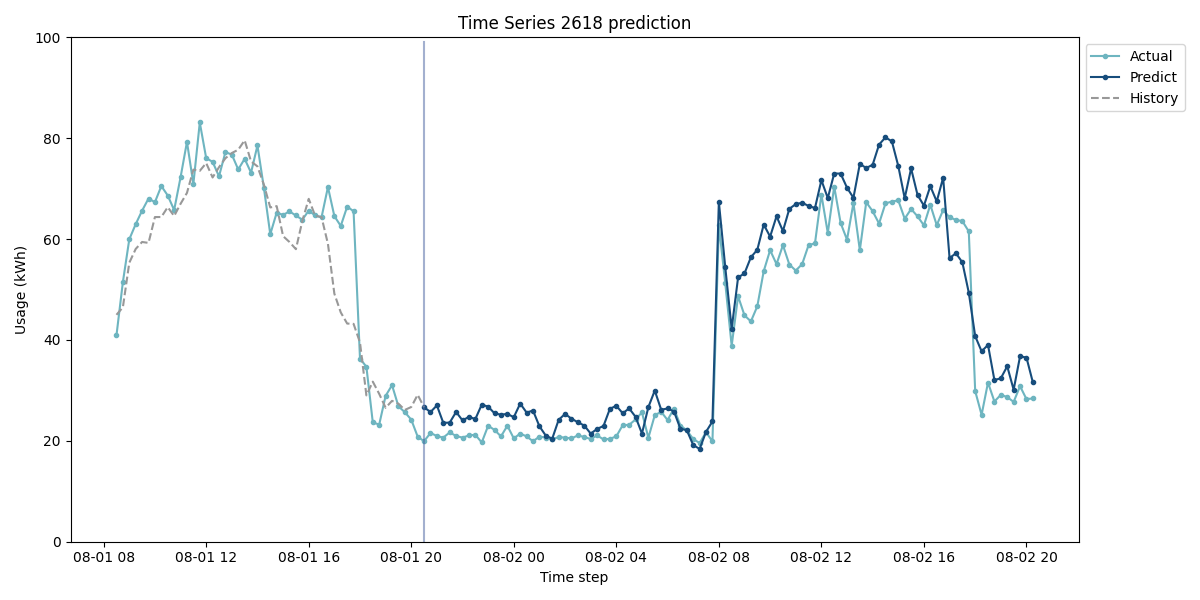 Time Series 2618 prediction
Usage (kWh)
100
80
60
40
20
0
08-01 08
08-01 12
08-01 16
08-01 20
08-02 00
08-02 04
08-02 08
08-02 12
08-02 16
08-02 20
Time step
Actual
Predict
History